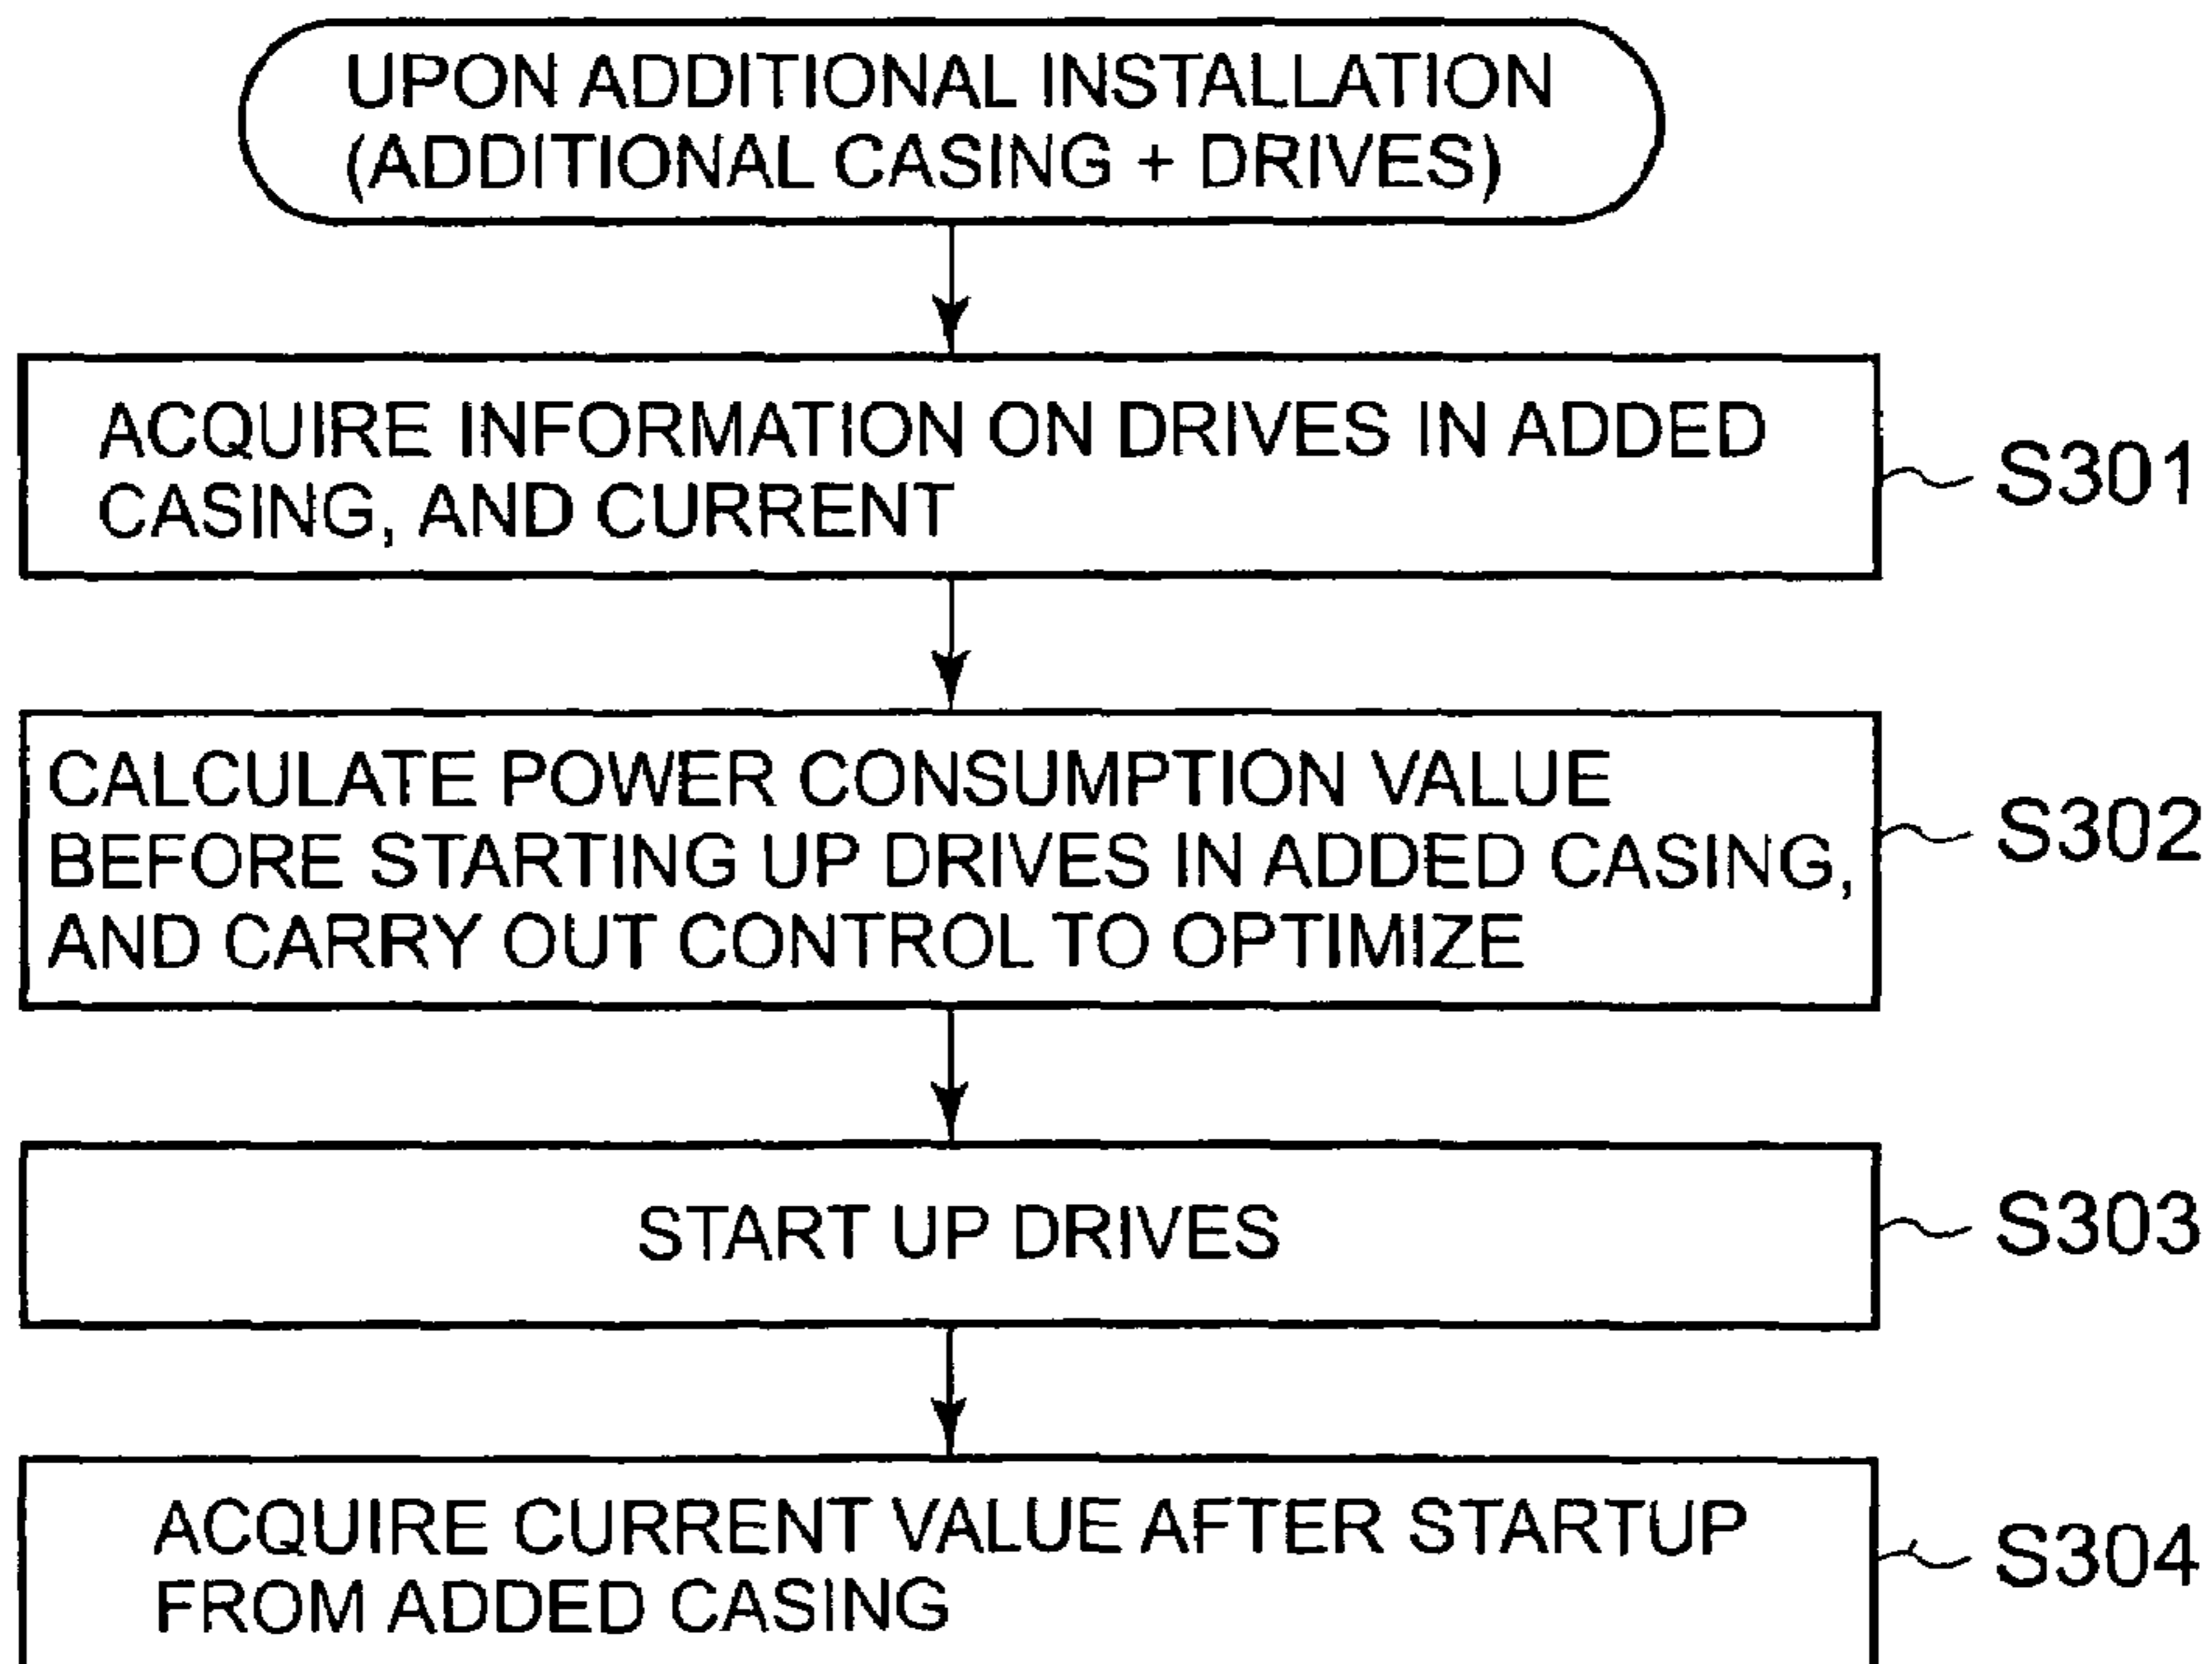 UPON ADDITIONAL INSTALLATION
(ADDITIONAL CASING + DRIVES)
ACQUIRE INFORMATION ON DRIVES IN ADDED
CASING, AND CURRENT
S301
CALCULATE POWER CONSUMPTION VALUE
BEFORE STARTING UP DRIVES IN ADDED CASING,
AND CARRY OUT CONTROL TO OPTIMIZE
S302
START UP DRIVES
S303
ACQUIRE CURRENT VALUE AFTER STARTUP
FROM ADDED CASING
S304